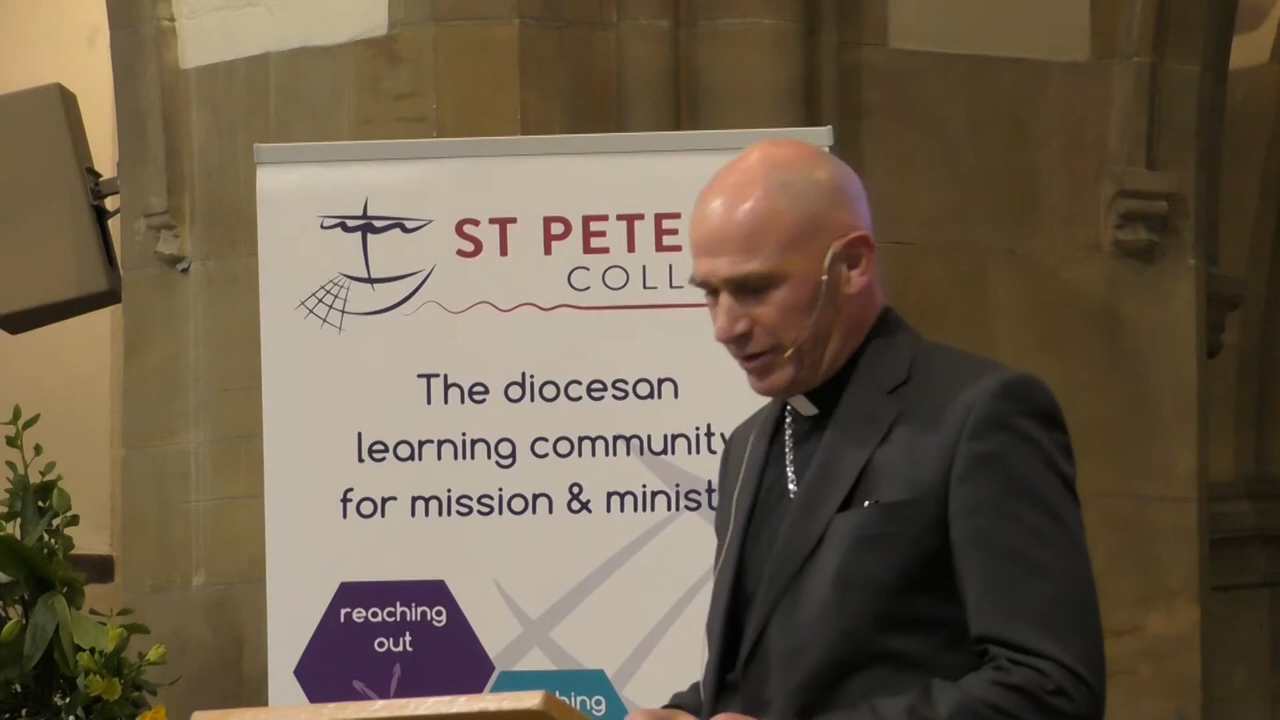 ST PETE
COLL
The diocesan
learning community
for mission & minist
reaching
out
hing